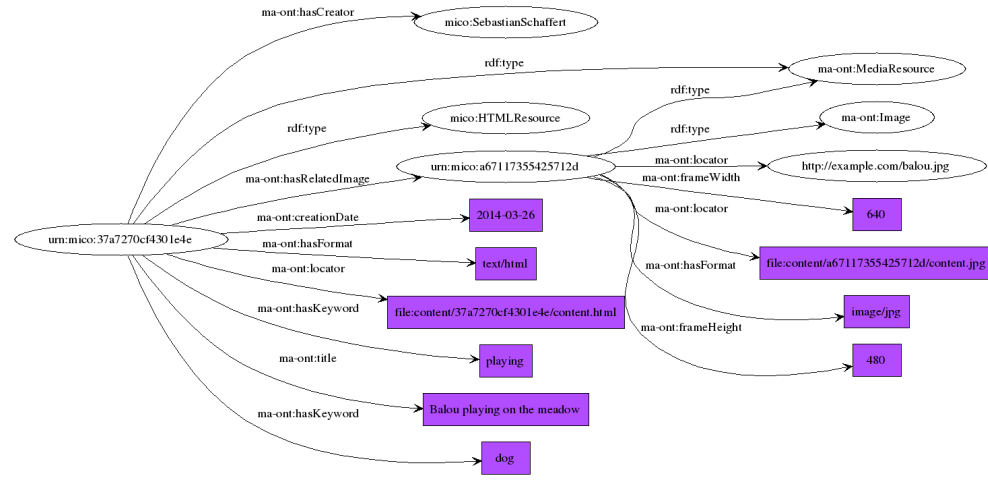 ma-ont:hasCreator
mico:SebastianSchaffert
rdf:type
ma-ont:MediaResource
rdf:type
rdf:type
mico:HTMLResource
rdf:type
ma-ont:Image
ma-ont:hasRelatedImage
urn:mico:a67117355425712d
ma-ont:locator
http://example.com/balou.jpg
ma-ont:frameWidth
640
ma-ont:creationDate
2014-03-26
ma-ont:locator
urn:mico:37a7270cf4301e4e
ma-ont:hasFormat
text/html
ma-ont:hasFormat
file:content/a67117355425712d/content.jpg
ma-ont:locator
file:content/37a7270cf4301e4e/content.html
image/jpg
ma-ont:hasKeyword
playing
ma-ont:frameHeight
480
ma-ont:title
Balou playing on the meadow
ma-ont:hasKeyword
dog